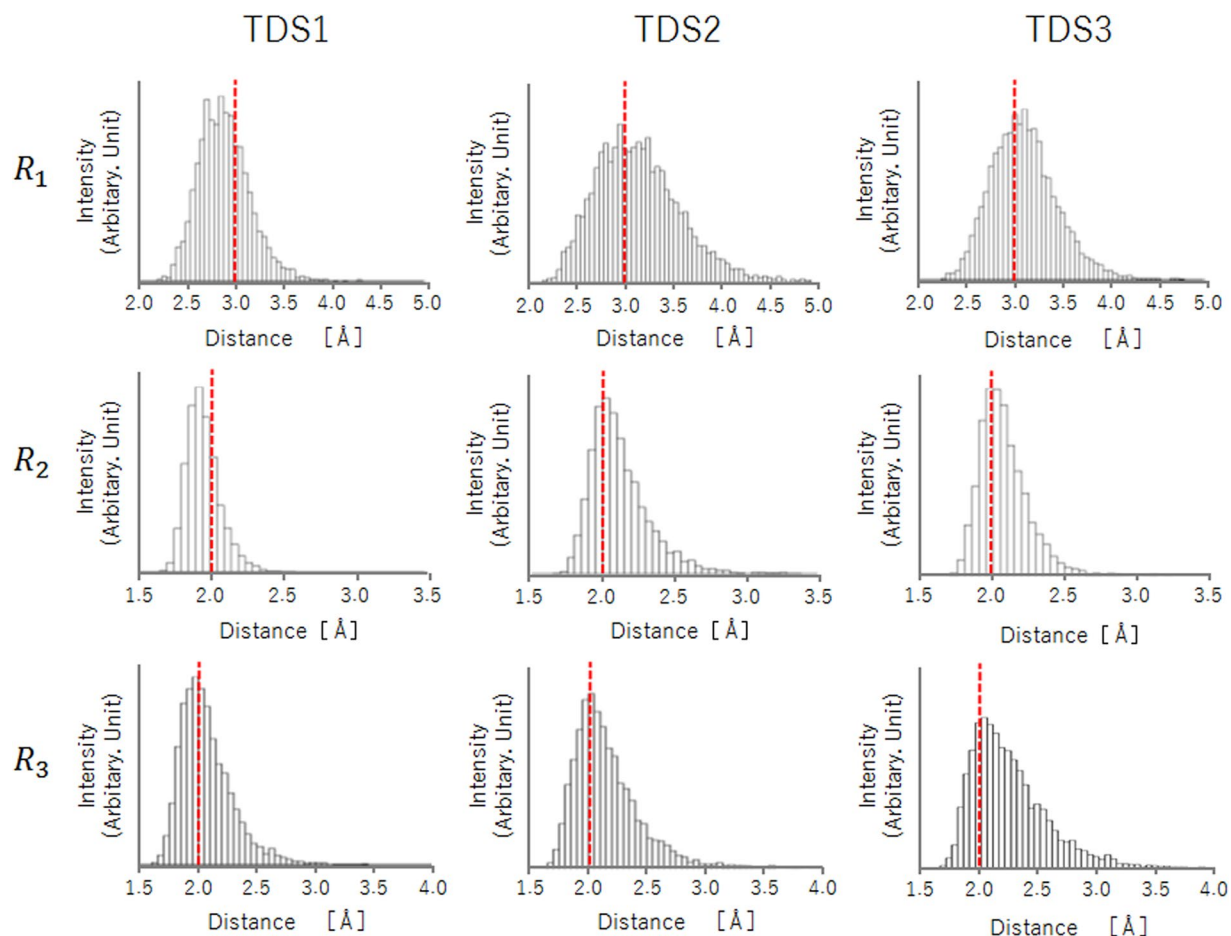 TDS1 TDS2 TDS3
R1
Intensity
(Arbitary. Unit)
2.0 2.5 3.0 3.5 4.0 4.5 5.0
Distance [Å]
Intensity
(Arbitary. Unit)
2.0 2.5 3.0 3.5 4.0 4.5 5.0
Distance [Å]
Intensity
(Arbitary. Unit)
2.0 2.5 3.0 3.5 4.0 4.5 5.0
Distance [Å]
R2
Intensity
(Arbitary. Unit)
1.5 2.0 2.5 3.0 3.5
Distance [Å]
Intensity
(Arbitary. Unit)
1.5 2.0 2.5 3.0 3.5
Distance [Å]
Intensity
(Arbitary. Unit)
1.5 2.0 2.5 3.0 3.5
Distance [Å]
R3
Intensity
(Arbitary. Unit)
1.5 2.0 2.5 3.0 3.5 4.0
Distance [Å]
Intensity
(Arbitary. Unit)
1.5 2.0 2.5 3.0 3.5 4.0
Distance [Å]
Intensity
(Arbitary. Unit)
1.5 2.0 2.5 3.0 3.5 4.0
Distance [Å]